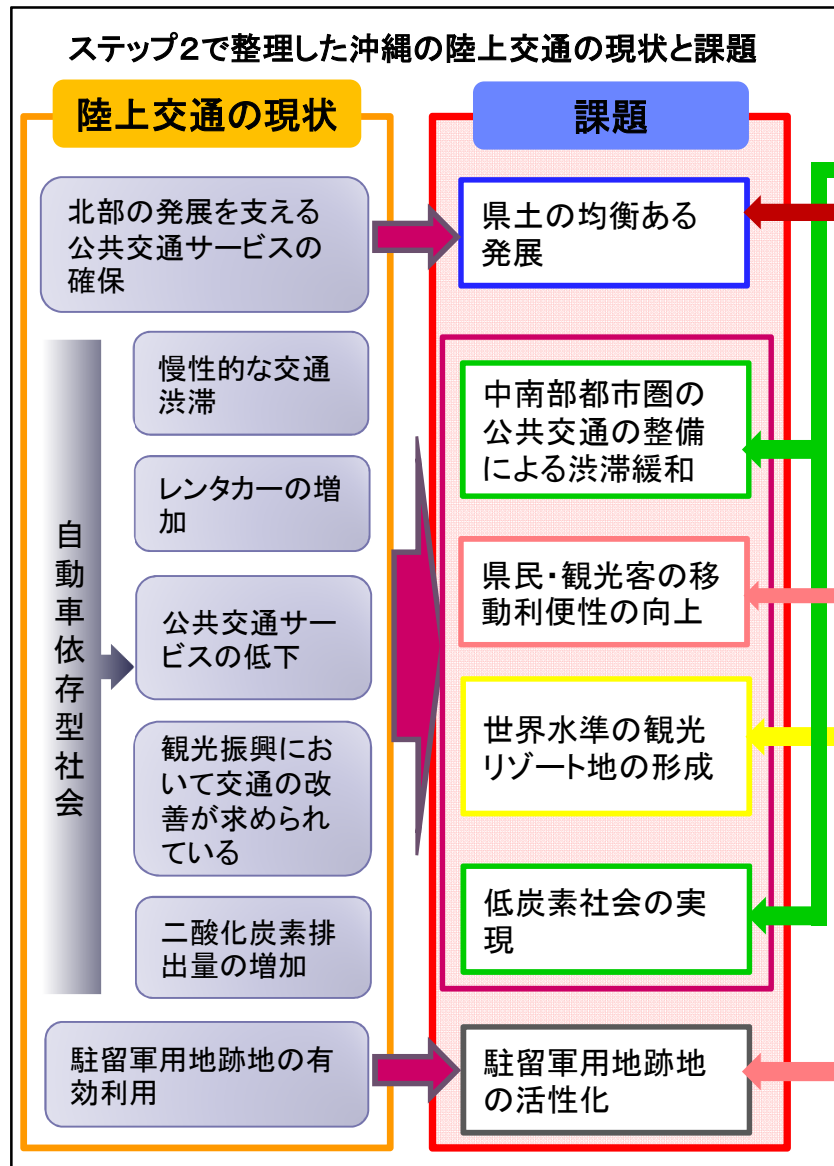 ステップ2で整理した沖縄の陸上交通の現状と課題
陸上交通の現状
北部の発展を支える
公共交通サービスの
確保
自動車依存型社会
慢性的な交通
渋滞
レンタカーの増
加
公共交通サー
ビスの低下
観光振興にお
いて交通の改
善が求められ
ている
二酸化炭素排
出量の増加
駐留軍用地跡地の有
効利用
課題
県土の均衡ある
発展
中南部都市圏の
公共交通の整備
による渋滞緩和
県民・観光客の移
動利便性の向上
世界水準の観光
リゾート地の形成
低炭素社会の実
現
駐留軍用地跡地
の活性化